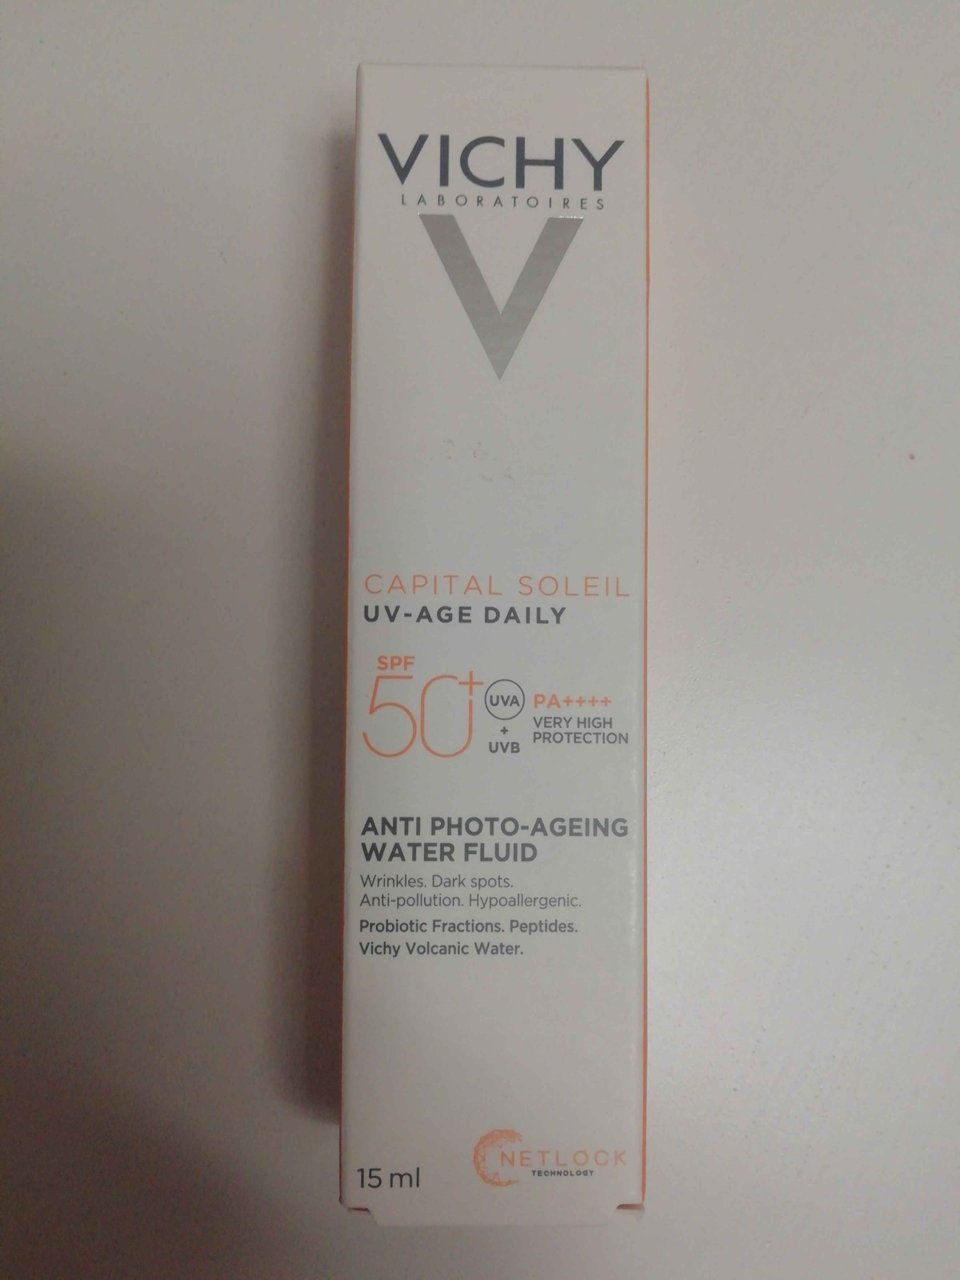 VICHY
LABORATOIRES
V
CAPITAL SOLEIL
UV-AGE DAILY
SPF
50+
UVA
+
UVB
PA++++
VERY HIGH
PROTECTION
ANTI PHOTO-AGEING
WATER FLUID
Wrinkles. Dark spots.
Anti-pollution. Hypoallergenic.
Probiotic Fractions. Peptides.
Vichy Volcanic Water.
15 ml
NETLOCK
TECHNOLOGY